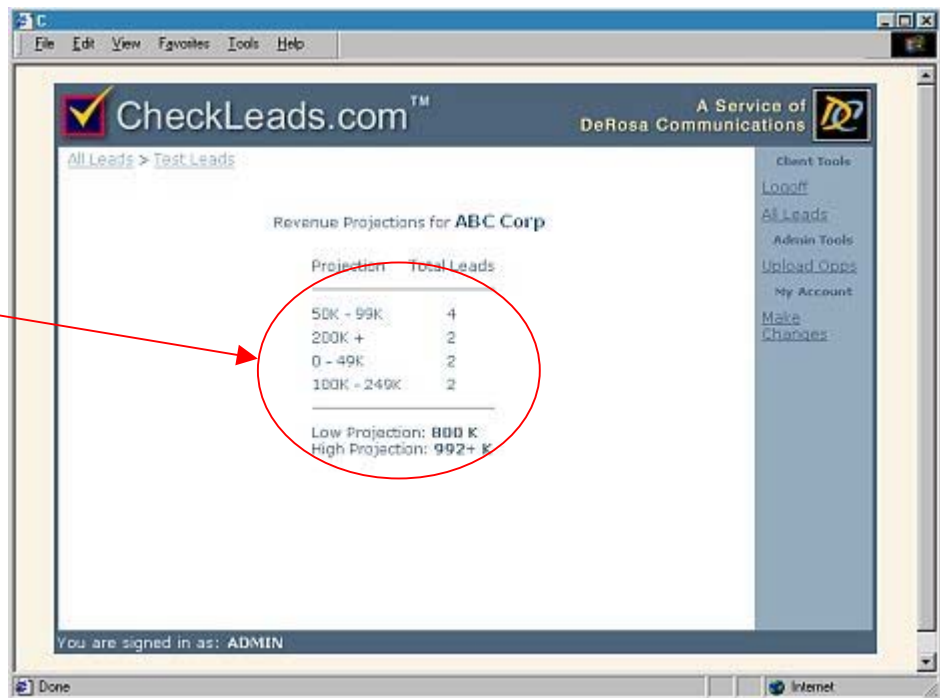 C
File Edit View Favorites Tools Help
CheckLeads.com™
A Service of
DeRosa Communications
All Leads > Test Leads
Revenue Projections for ABC Corp
Projection Total Leads
50K - 99K 4
200K + 2
0 - 49K 2
100K - 249K 2
Low Projection: 800 K
High Projection: 992+ K
Client Tools
Logoff
All Leads
Admin Tools
Upload Opps
My Account
Make
Changes
You are signed in as: ADMIN
Done Internet